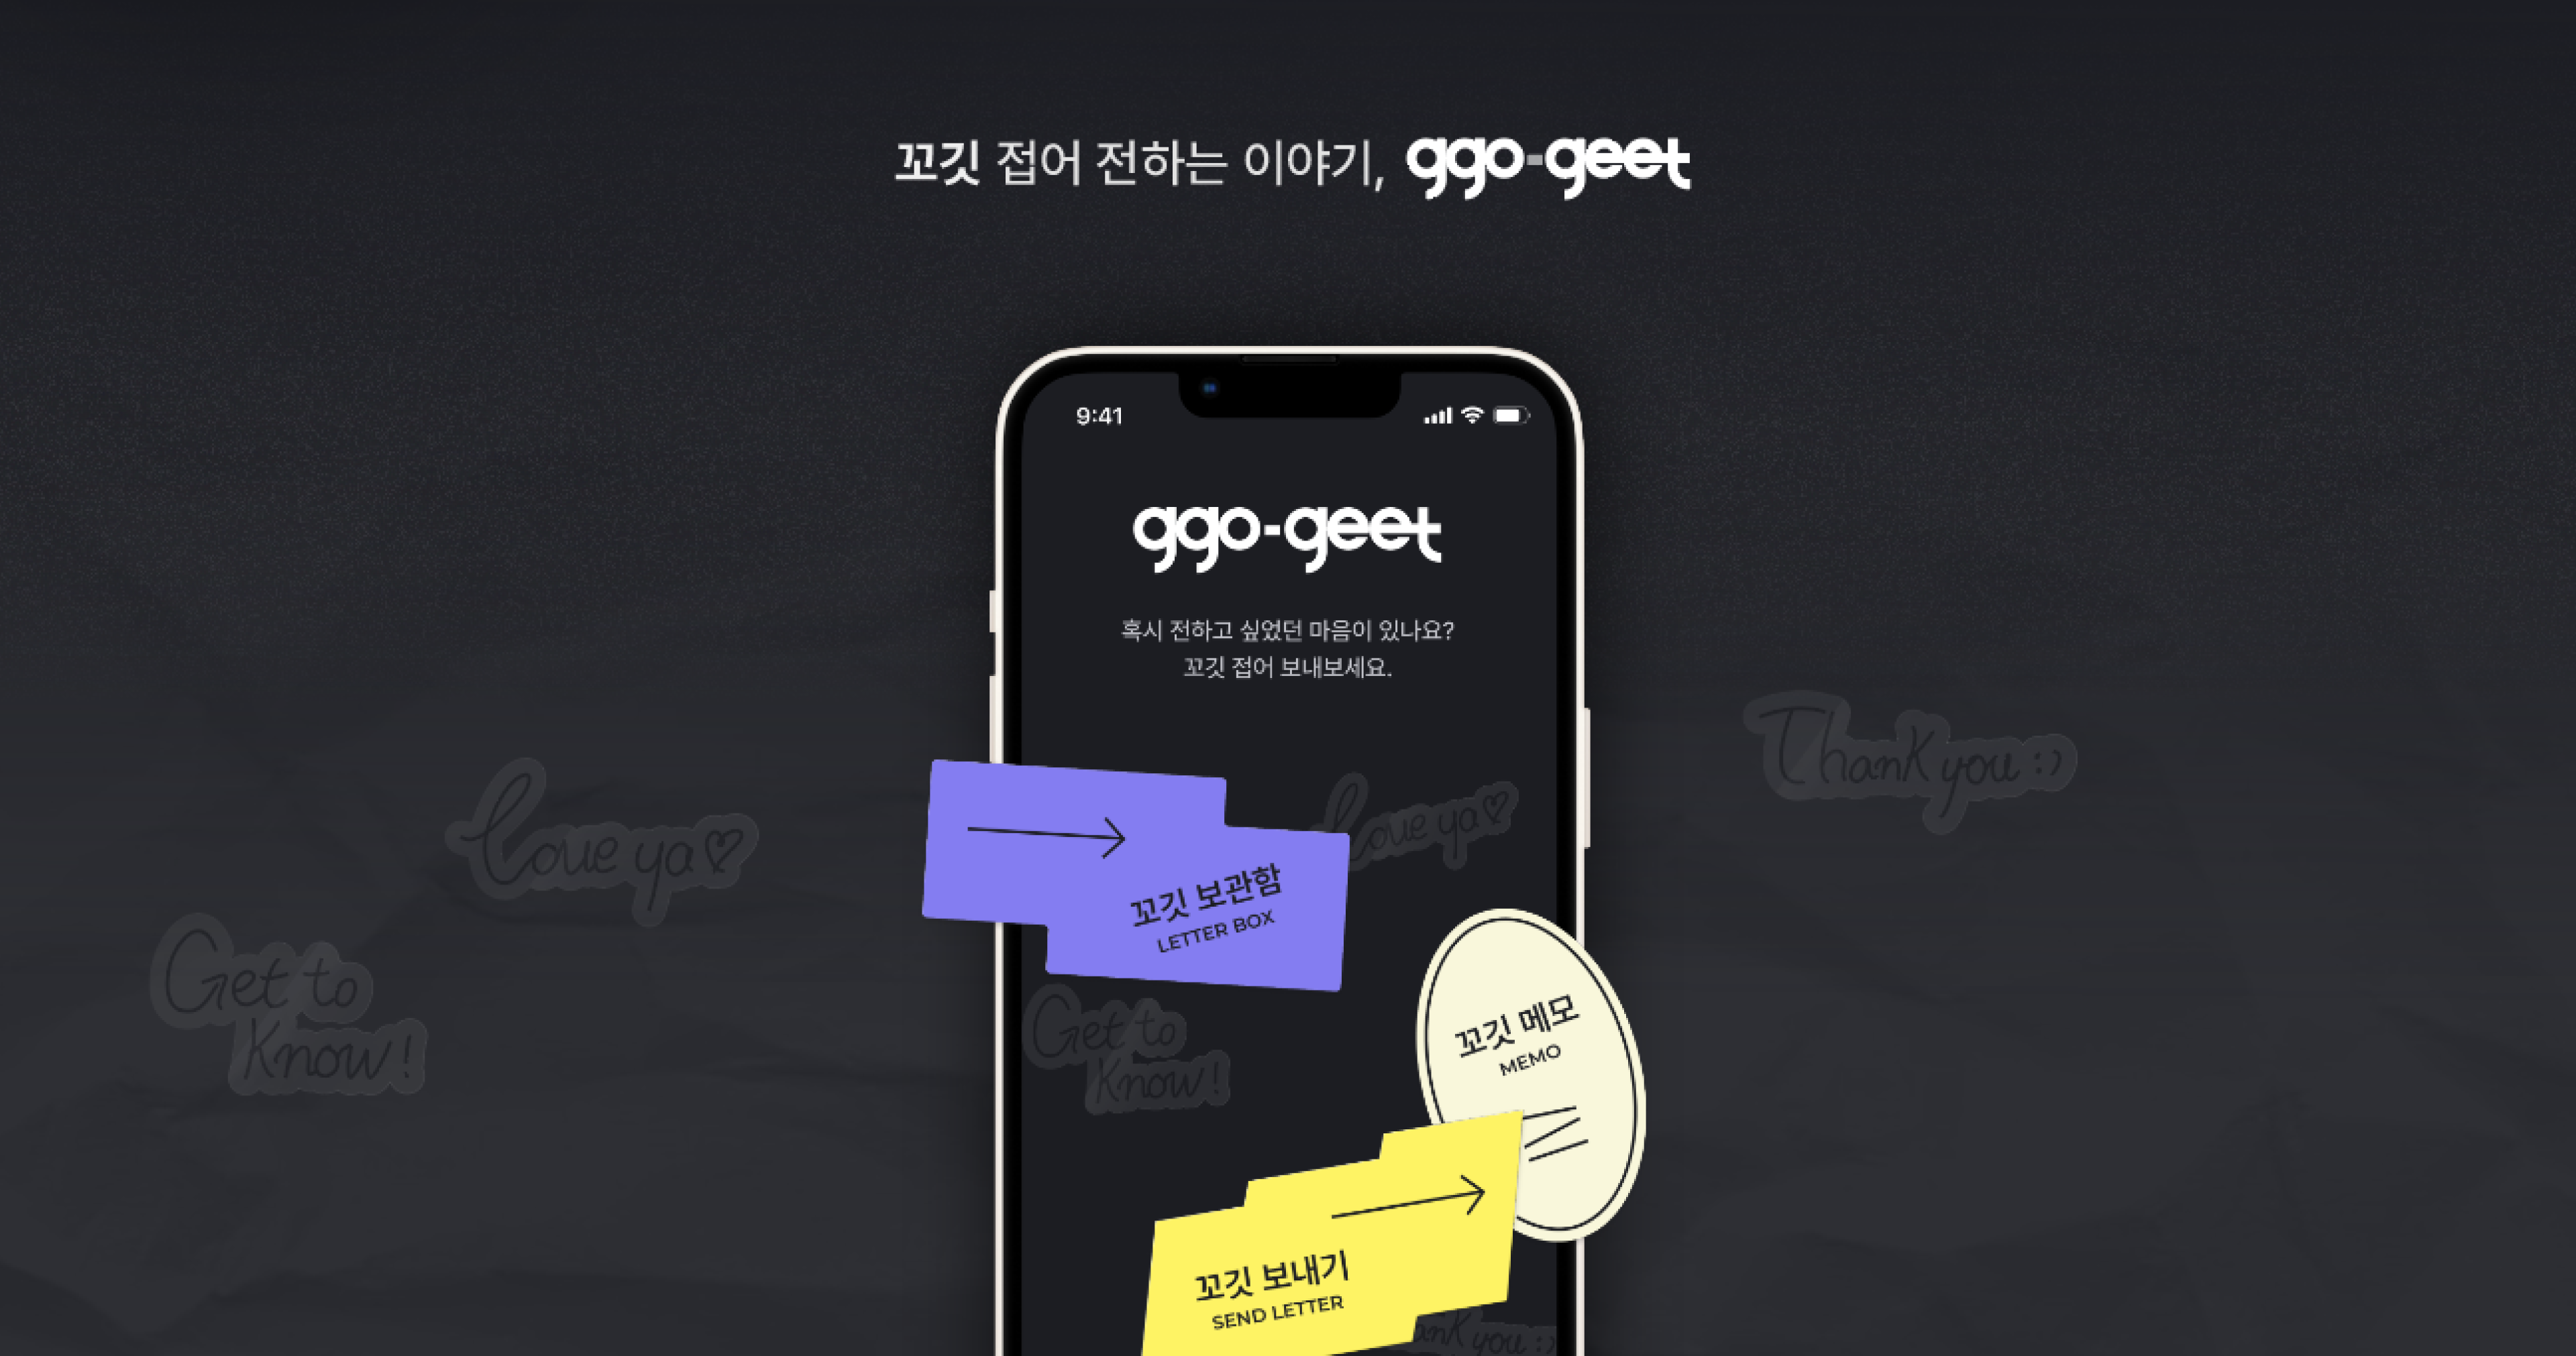 꼬깃 접어 전하는 이야기, ggo-geet
9:41
ggo-geet
혹시 전하고 싶었던 마음이 있나요?
꼬깃 접어 보내보세요.
Thank you :)
Love ya♡
Love ya♡
꼬깃 보관함
LETTER BOX
Get to
Know!
Get to
Know!
꼬깃 메모
MEMO
꼬깃 보내기
SEND LETTER
ank you :)